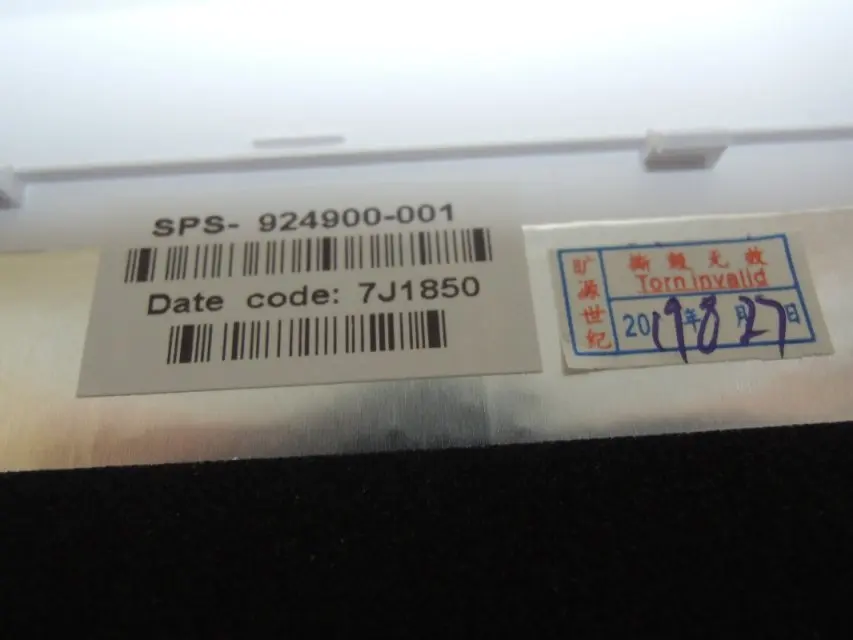 SPS- 924900-001
Date code: 7J1850
旷源世纪
撕毁无效
Torn invalid
2019年8月27日